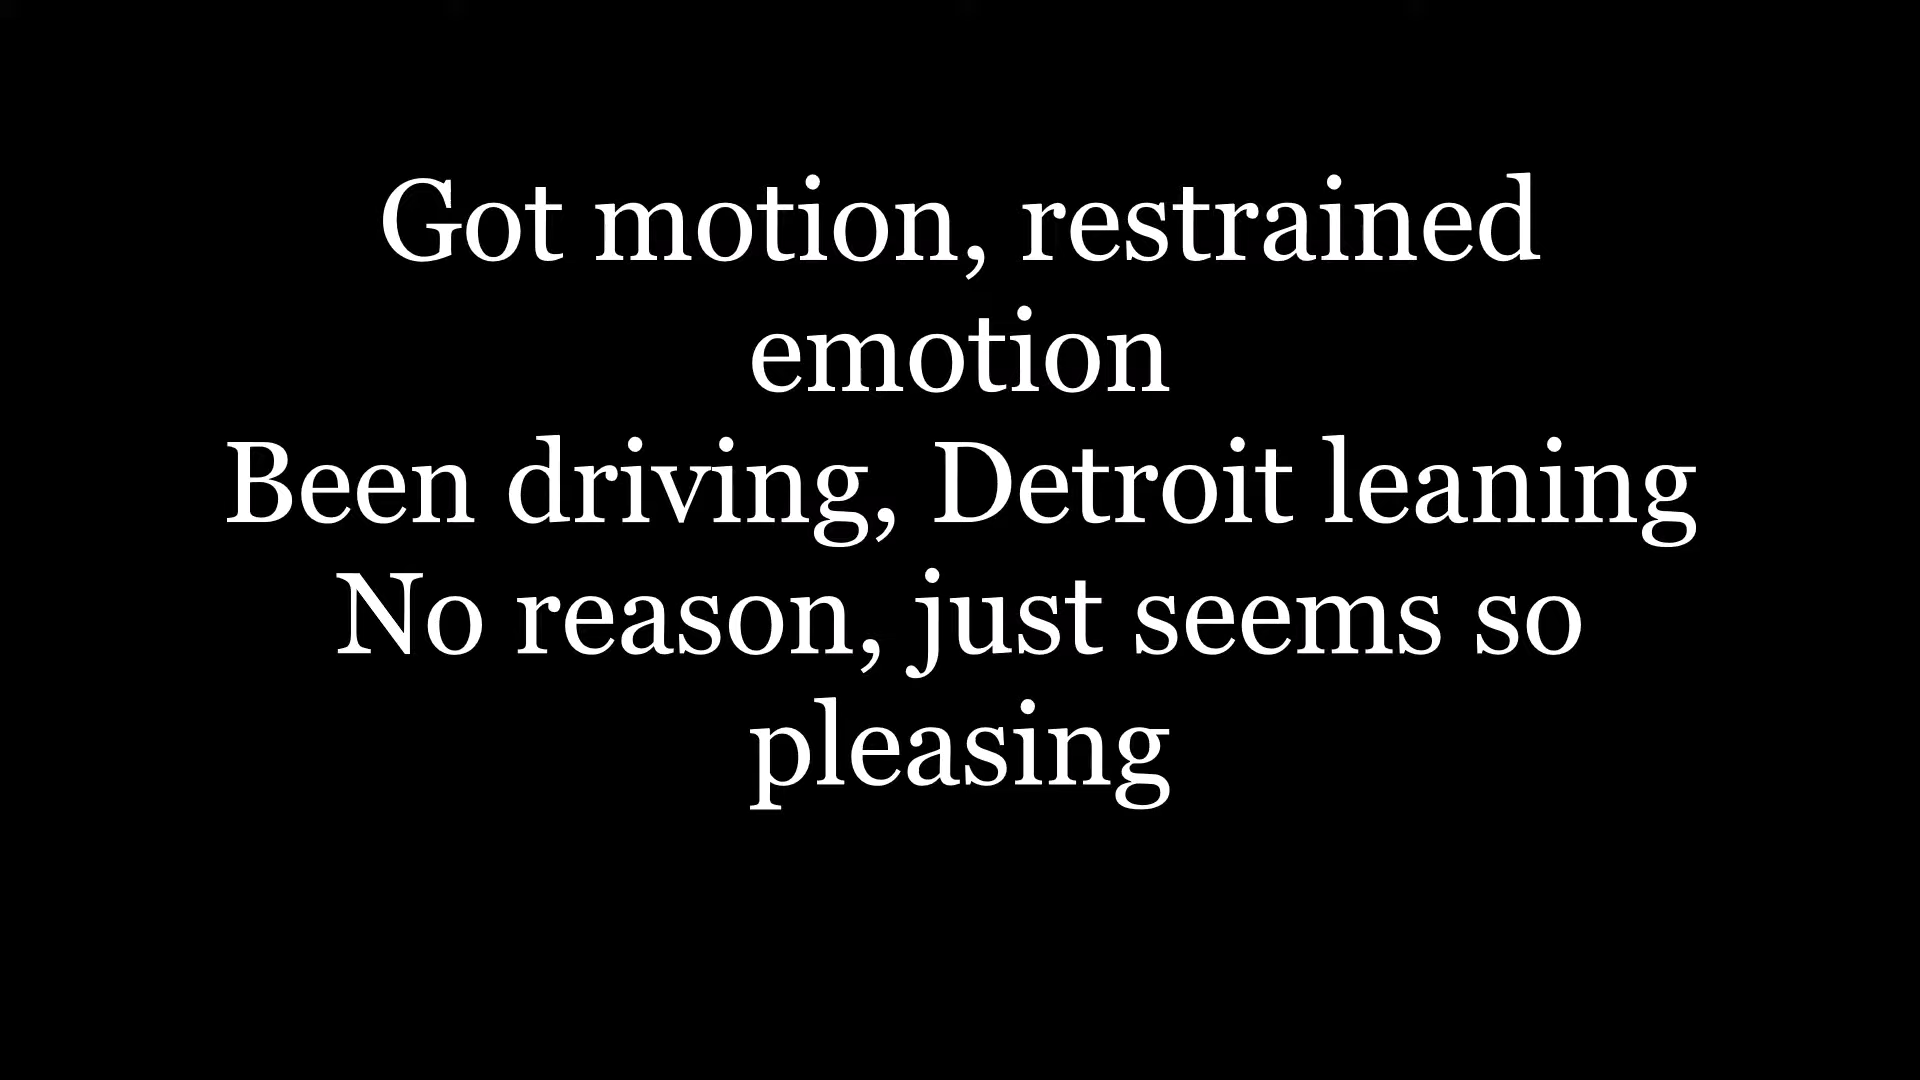 Got motion, restrained
emotion
Been driving, Detroit leaning
No reason, just seems so
pleasing